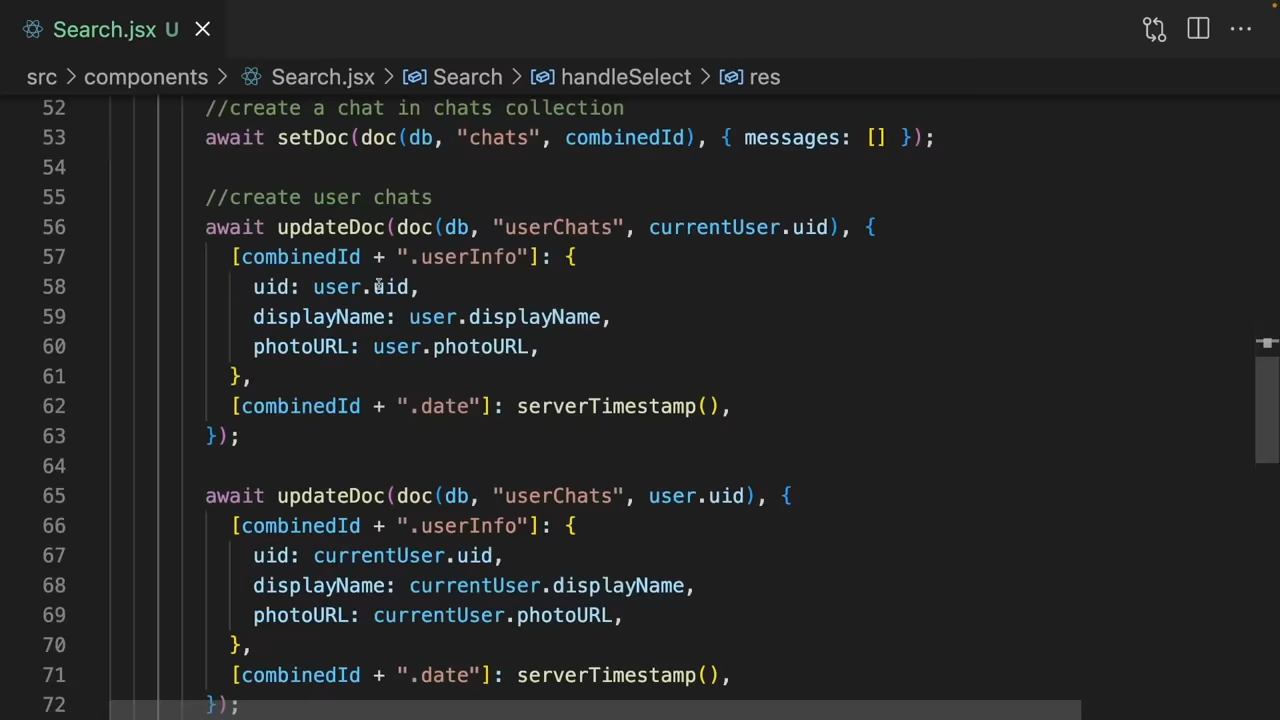 Search.jsx U
src > components > Search.jsx > Search > handleSelect > res
52 //create a chat in chats collection
53 await setDoc(doc(db, "chats", combinedId), { messages: [] });
54
55 //create user chats
56 await updateDoc(doc(db, "userChats", currentUser.uid), {
57 [combinedId + ".userInfo"]: {
58 uid: user.uid,
59 displayName: user.displayName,
60 photoURL: user.photoURL,
61 },
62 [combinedId + ".date"]: serverTimestamp(),
63 });
64
65 await updateDoc(doc(db, "userChats", user.uid), {
66 [combinedId + ".userInfo"]: {
67 uid: currentUser.uid,
68 displayName: currentUser.displayName,
69 photoURL: currentUser.photoURL,
70 },
71 [combinedId + ".date"]: serverTimestamp(),
72 });